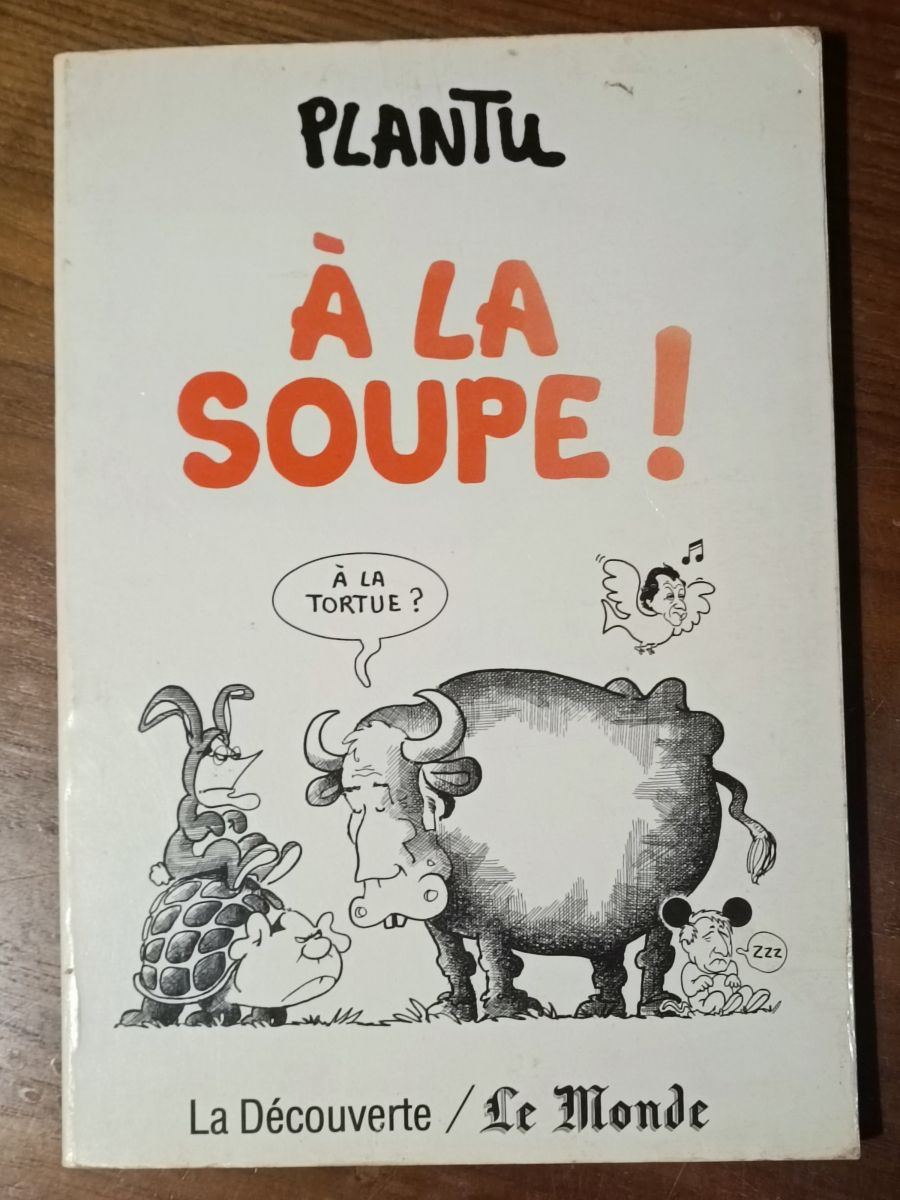 PLANTU
À LA
SOUPE !
À LA
TORTUE ?
ZZZ
La Découverte / Le Monde